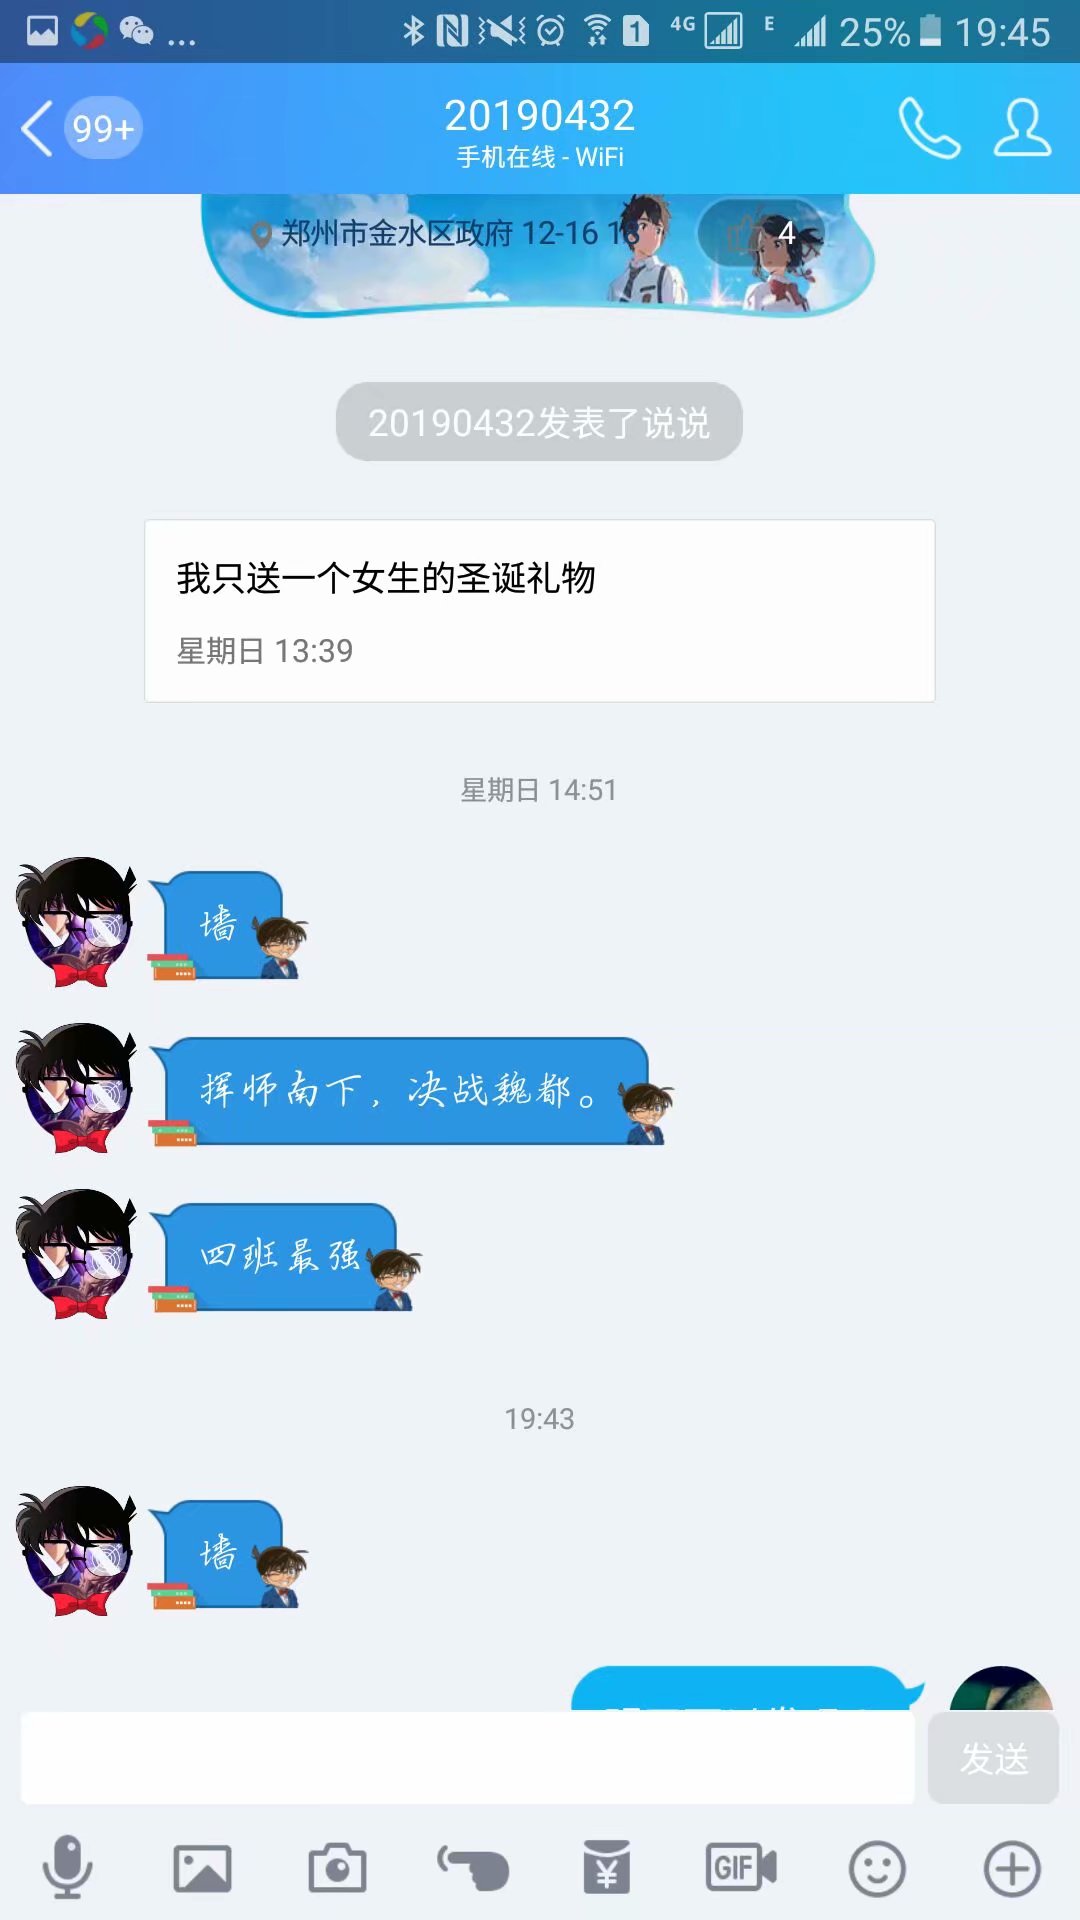 4G E 25% 19:45
99+
20190432
手机在线 - WiFi
郑州市金水区政府 12-16
4
20190432发表了说说
我只送一个女生的圣诞礼物
星期日 13:39
星期日 14:51
墙
挥师南下，决战魏都。
四班最强
19:43
墙
发送
GIF